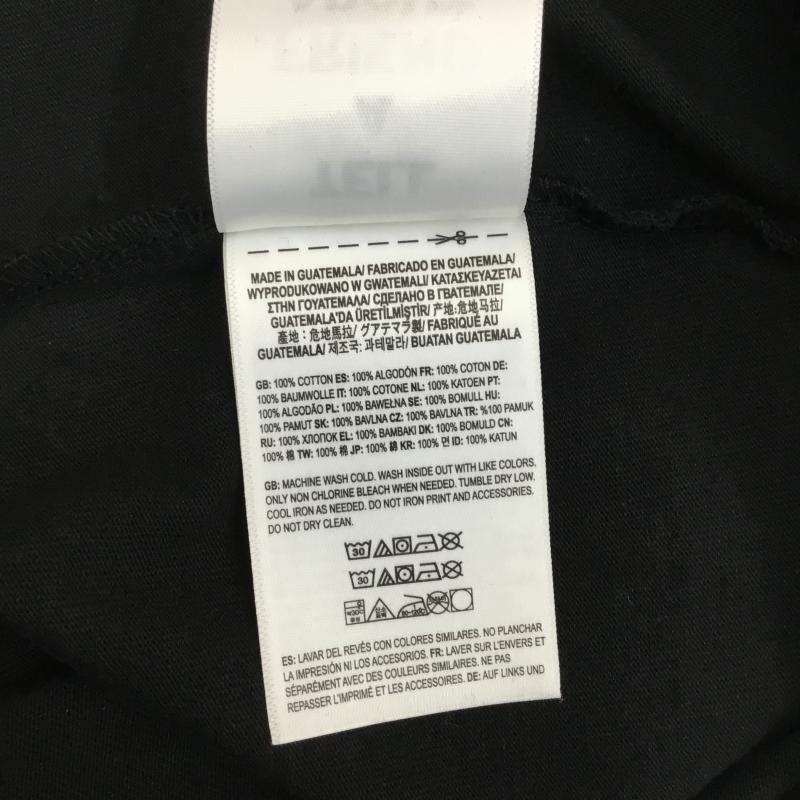 MADE IN GUATEMALA/ FABRICADO EN GUATEMALA/
WYPRODUKOWANO W GWATEMALI/ ΚΑΤΑΣΚΕΥΑΖΕΤΑΙ
ΣΤΗΝ ΓΟΥΑΤΕΜΑΛΑ/ СДЕЛАНО В ГВАТЕМАЛЕ/
GUATEMALA'DA ÜRETİLMİŞTİR/ 产地:危地马拉/
產地:危地馬拉/ グアテマラ製/ FABRIQUÉ AU
GUATEMALA/ 제조국: 과테말라/ BUATAN GUATEMALA
GB: 100% COTTON ES: 100% ALGODÓN FR: 100% COTON DE:
100% BAUMWOLLE IT: 100% COTONE NL: 100% KATOEN PT:
100% ALGODÃO PL: 100% BAWEŁNA SE: 100% BOMULL HU:
100% PAMUT SK: 100% BAVLNA CZ: 100% BAVLNA TR: %100 PAMUK
RU: 100% ХЛОПОК EL: 100% ΒΑΜΒΑΚΙ DK: 100% BOMULD CN:
100% 棉 TW: 100% 棉 JP: 100% 綿 KR: 100% 면 ID: 100% KATUN
GB: MACHINE WASH COLD. WASH INSIDE OUT WITH LIKE COLORS.
ONLY NON CHLORINE BLEACH WHEN NEEDED. TUMBLE DRY LOW.
COOL IRON AS NEEDED. DO NOT IRON PRINT AND ACCESSORIES.
DO NOT DRY CLEAN.
30
30
80-120℃
ES: LAVAR DEL REVÉS CON COLORES SIMILARES. NO PLANCHAR
LA IMPRESIÓN NI LOS ACCESORIOS. FR: LAVER SUR L'ENVERS ET
SÉPARÉMENT AVEC DES COULEURS SIMILAIRES. NE PAS
REPASSER L'IMPRIMÉ ET LES ACCESSOIRES. DE: AUF LINKS UND